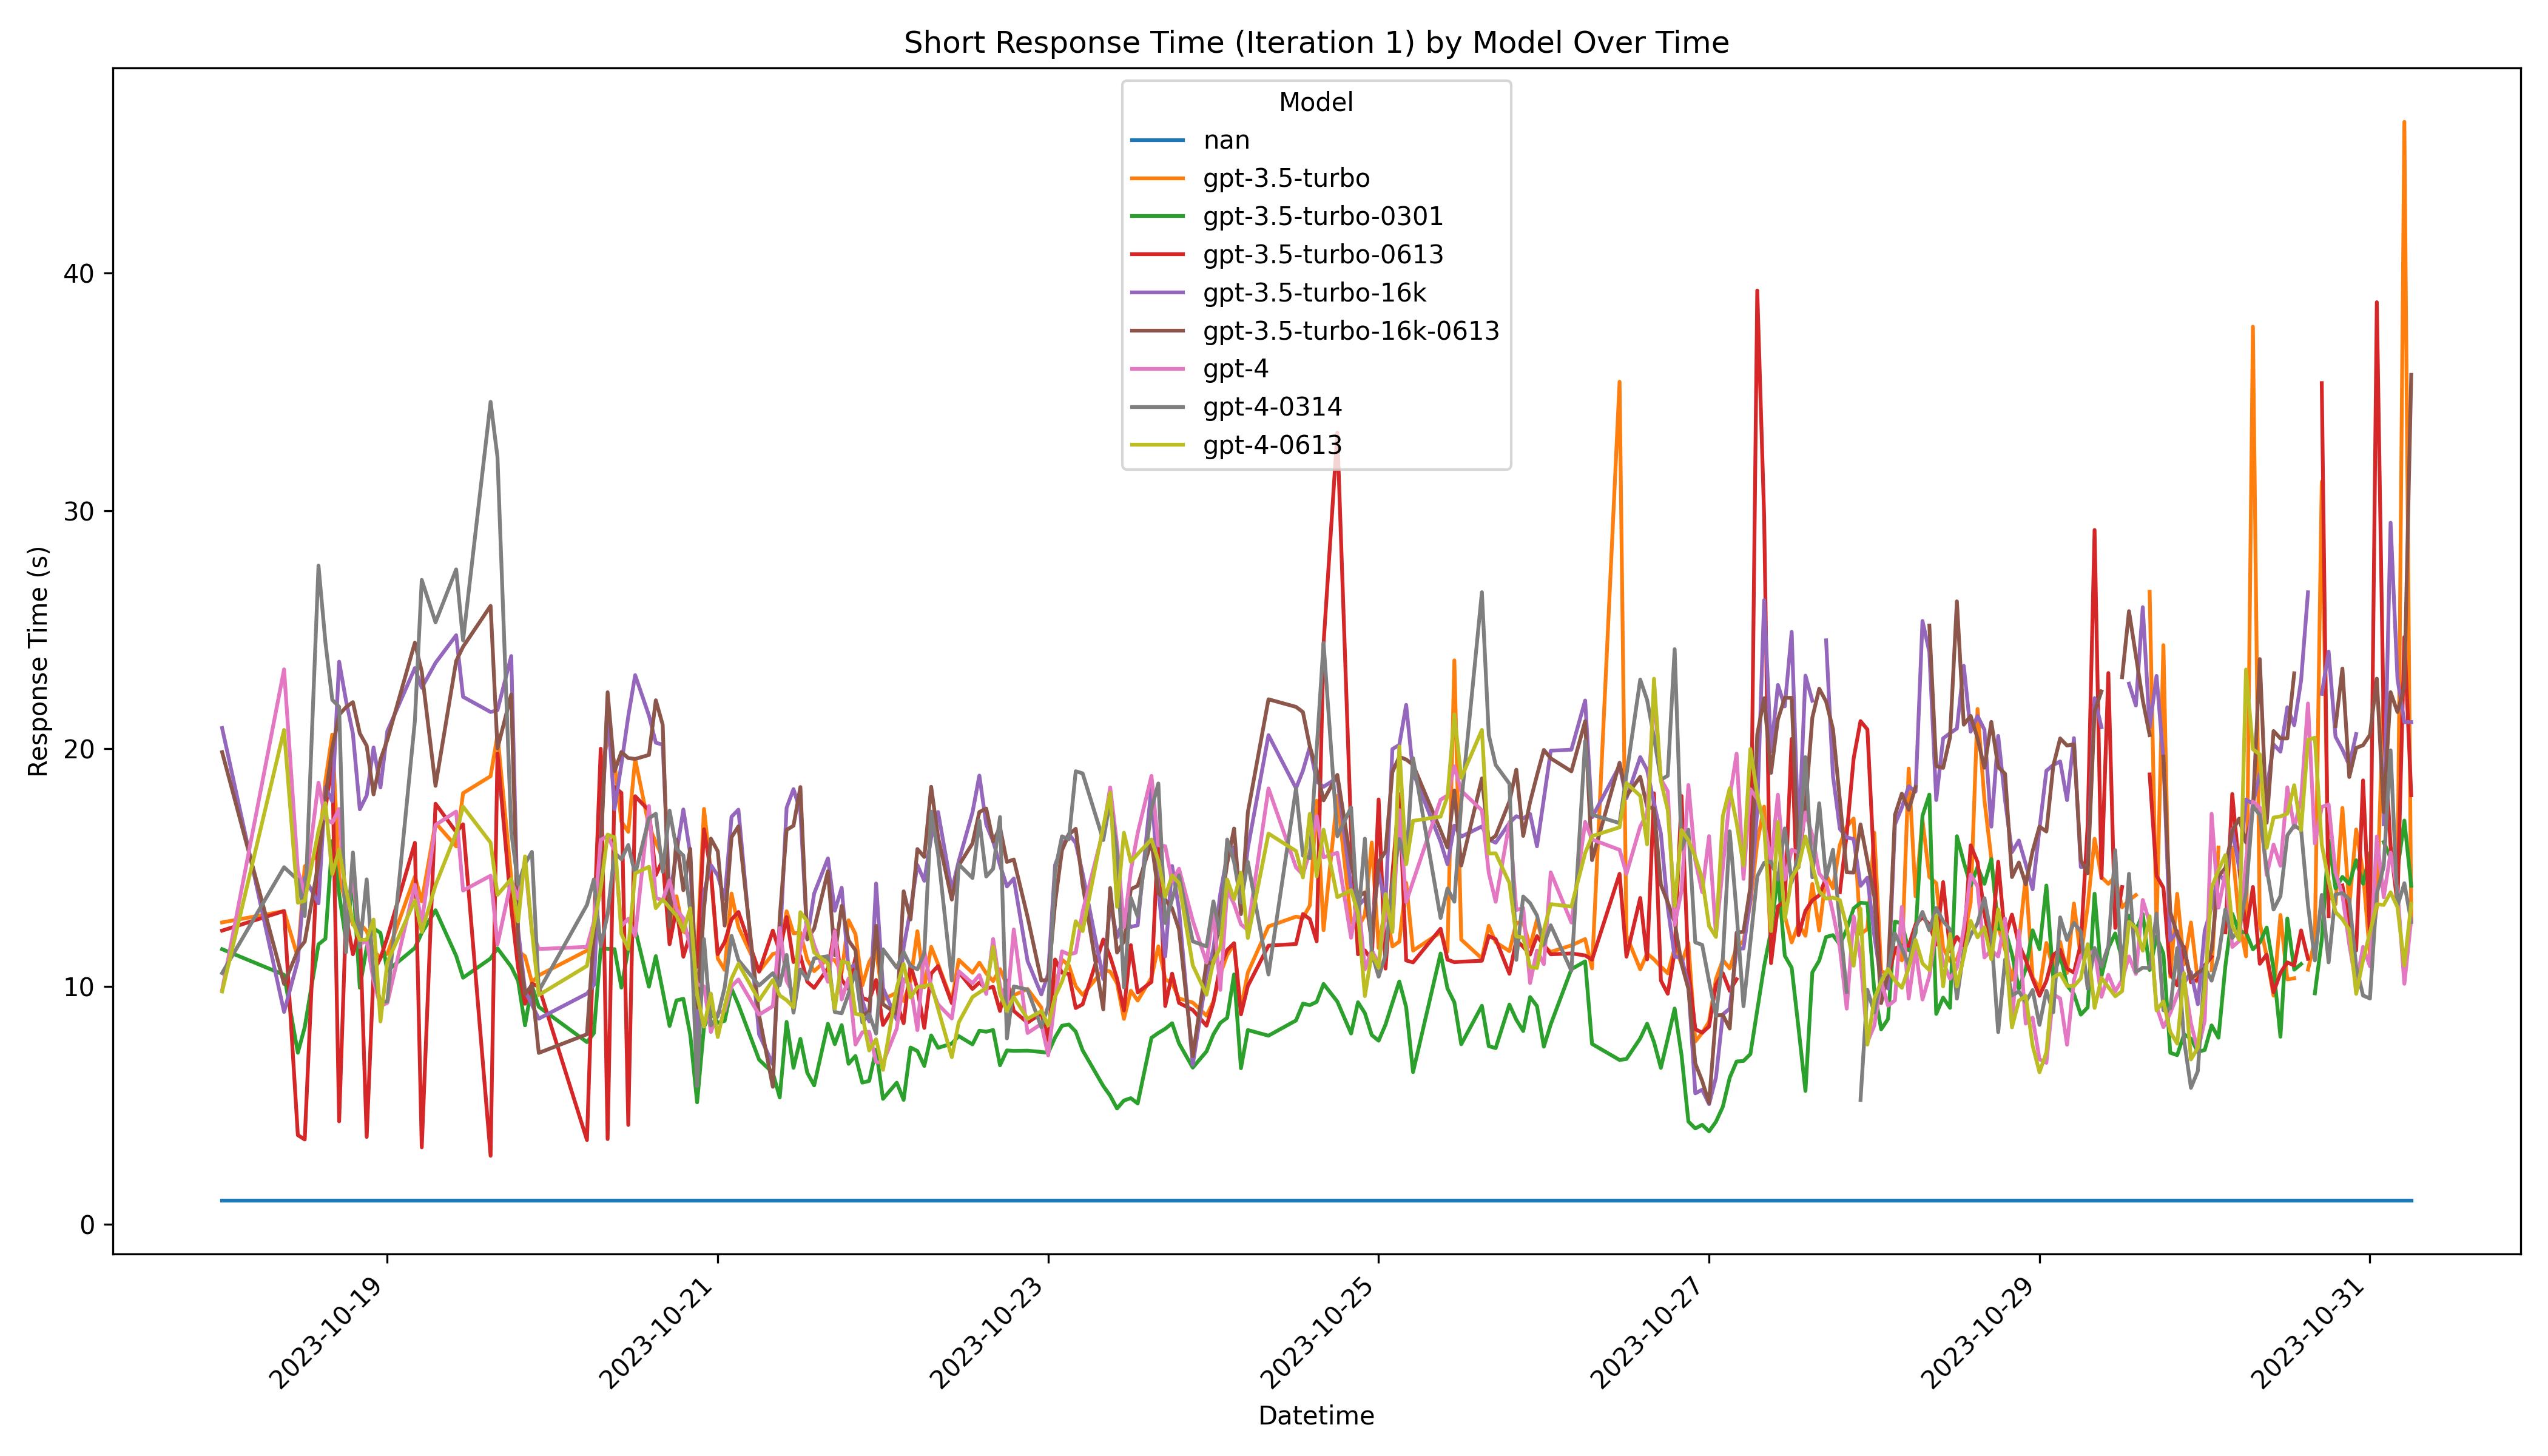 Short Response Time (Iteration 1) by Model Over Time
Model
nan
gpt-3.5-turbo
gpt-3.5-turbo-0301
gpt-3.5-turbo-0613
gpt-3.5-turbo-16k
gpt-3.5-turbo-16k-0613
gpt-4
gpt-4-0314
gpt-4-0613
Response Time (s)
40
30
20
10
0
2023-10-19
2023-10-21
2023-10-23
2023-10-25
2023-10-27
2023-10-29
2023-10-31
Datetime